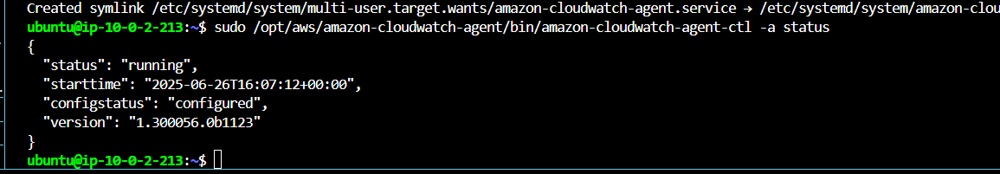 Created symlink /etc/systemd/system/multi-user.target.wants/amazon-cloudwatch-agent.service → /etc/systemd/system/amazon-clou
ubuntu@ip-10-0-2-213:~$ sudo /opt/aws/amazon-cloudwatch-agent/bin/amazon-cloudwatch-agent-ctl -a status
{
  "status": "running",
  "starttime": "2025-06-26T16:07:12+00:00",
  "configstatus": "configured",
  "version": "1.300056.0b1123"
}
ubuntu@ip-10-0-2-213:~$